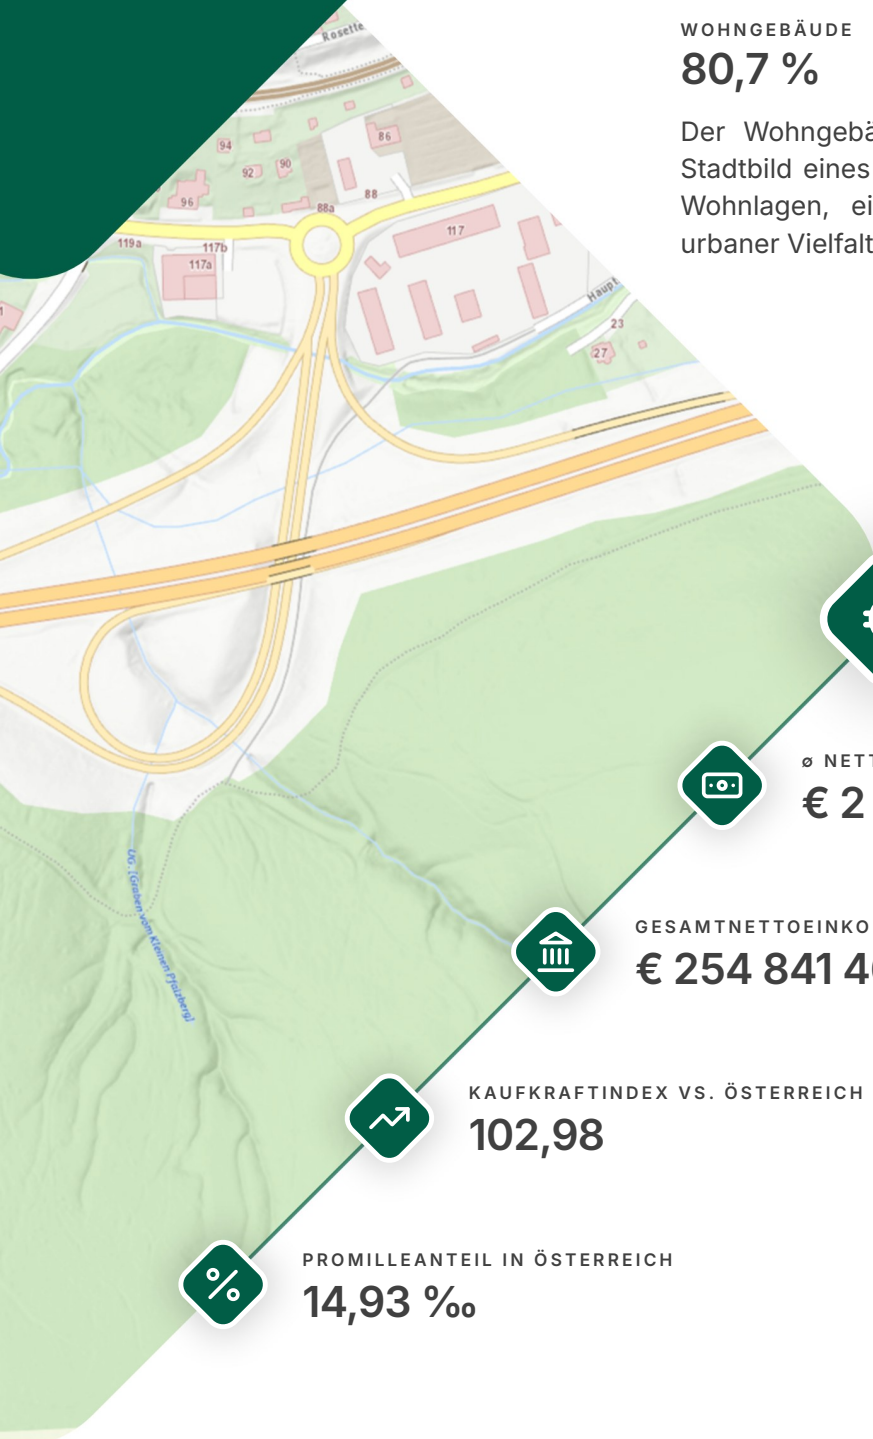 WOHNGEBÄUDE
80,7 %
Der Wohngebä
Stadtbild eines
Wohnlagen, ei
urbaner Vielfalt
Rosette
94
86
92
90
96
88
88a
119a
117b
117
117a
Haupt
23
27
ø NETT
€ 2
UG. [Graben vom Kleinen Pfalzberg]
GESAMTNETTOEINKO
€ 254 841 4
KAUFKRAFTINDEX VS. ÖSTERREICH
102,98
PROMILLEANTEIL IN ÖSTERREICH
14,93 ‰